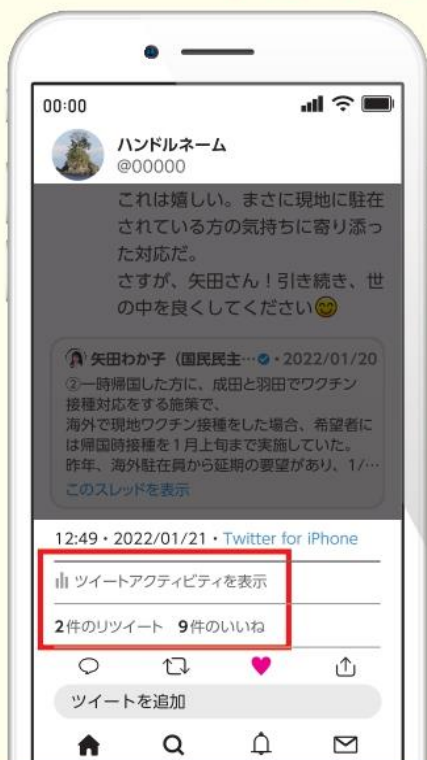 00:00
ハンドルネーム
@00000
これは嬉しい。まさに現地に駐在
されている方の気持ちに寄り添っ
た対応だ。
さすが、矢田さん！引き続き、世
の中を良くしてください😊
矢田わか子（国民民主…・2022/01/20
②一時帰国した方に、成田と羽田でワクチン
接種対応をする施策で、
海外で現地ワクチン接種をした場合、希望者に
は帰国時接種を１月上旬まで実施していた。
昨年、海外駐在員から延期の要望があり、1/…
このスレッドを表示
12:49・2022/01/21・Twitter for iPhone
ツイートアクティビティを表示
2件のリツイート 9件のいいね
ツイートを追加